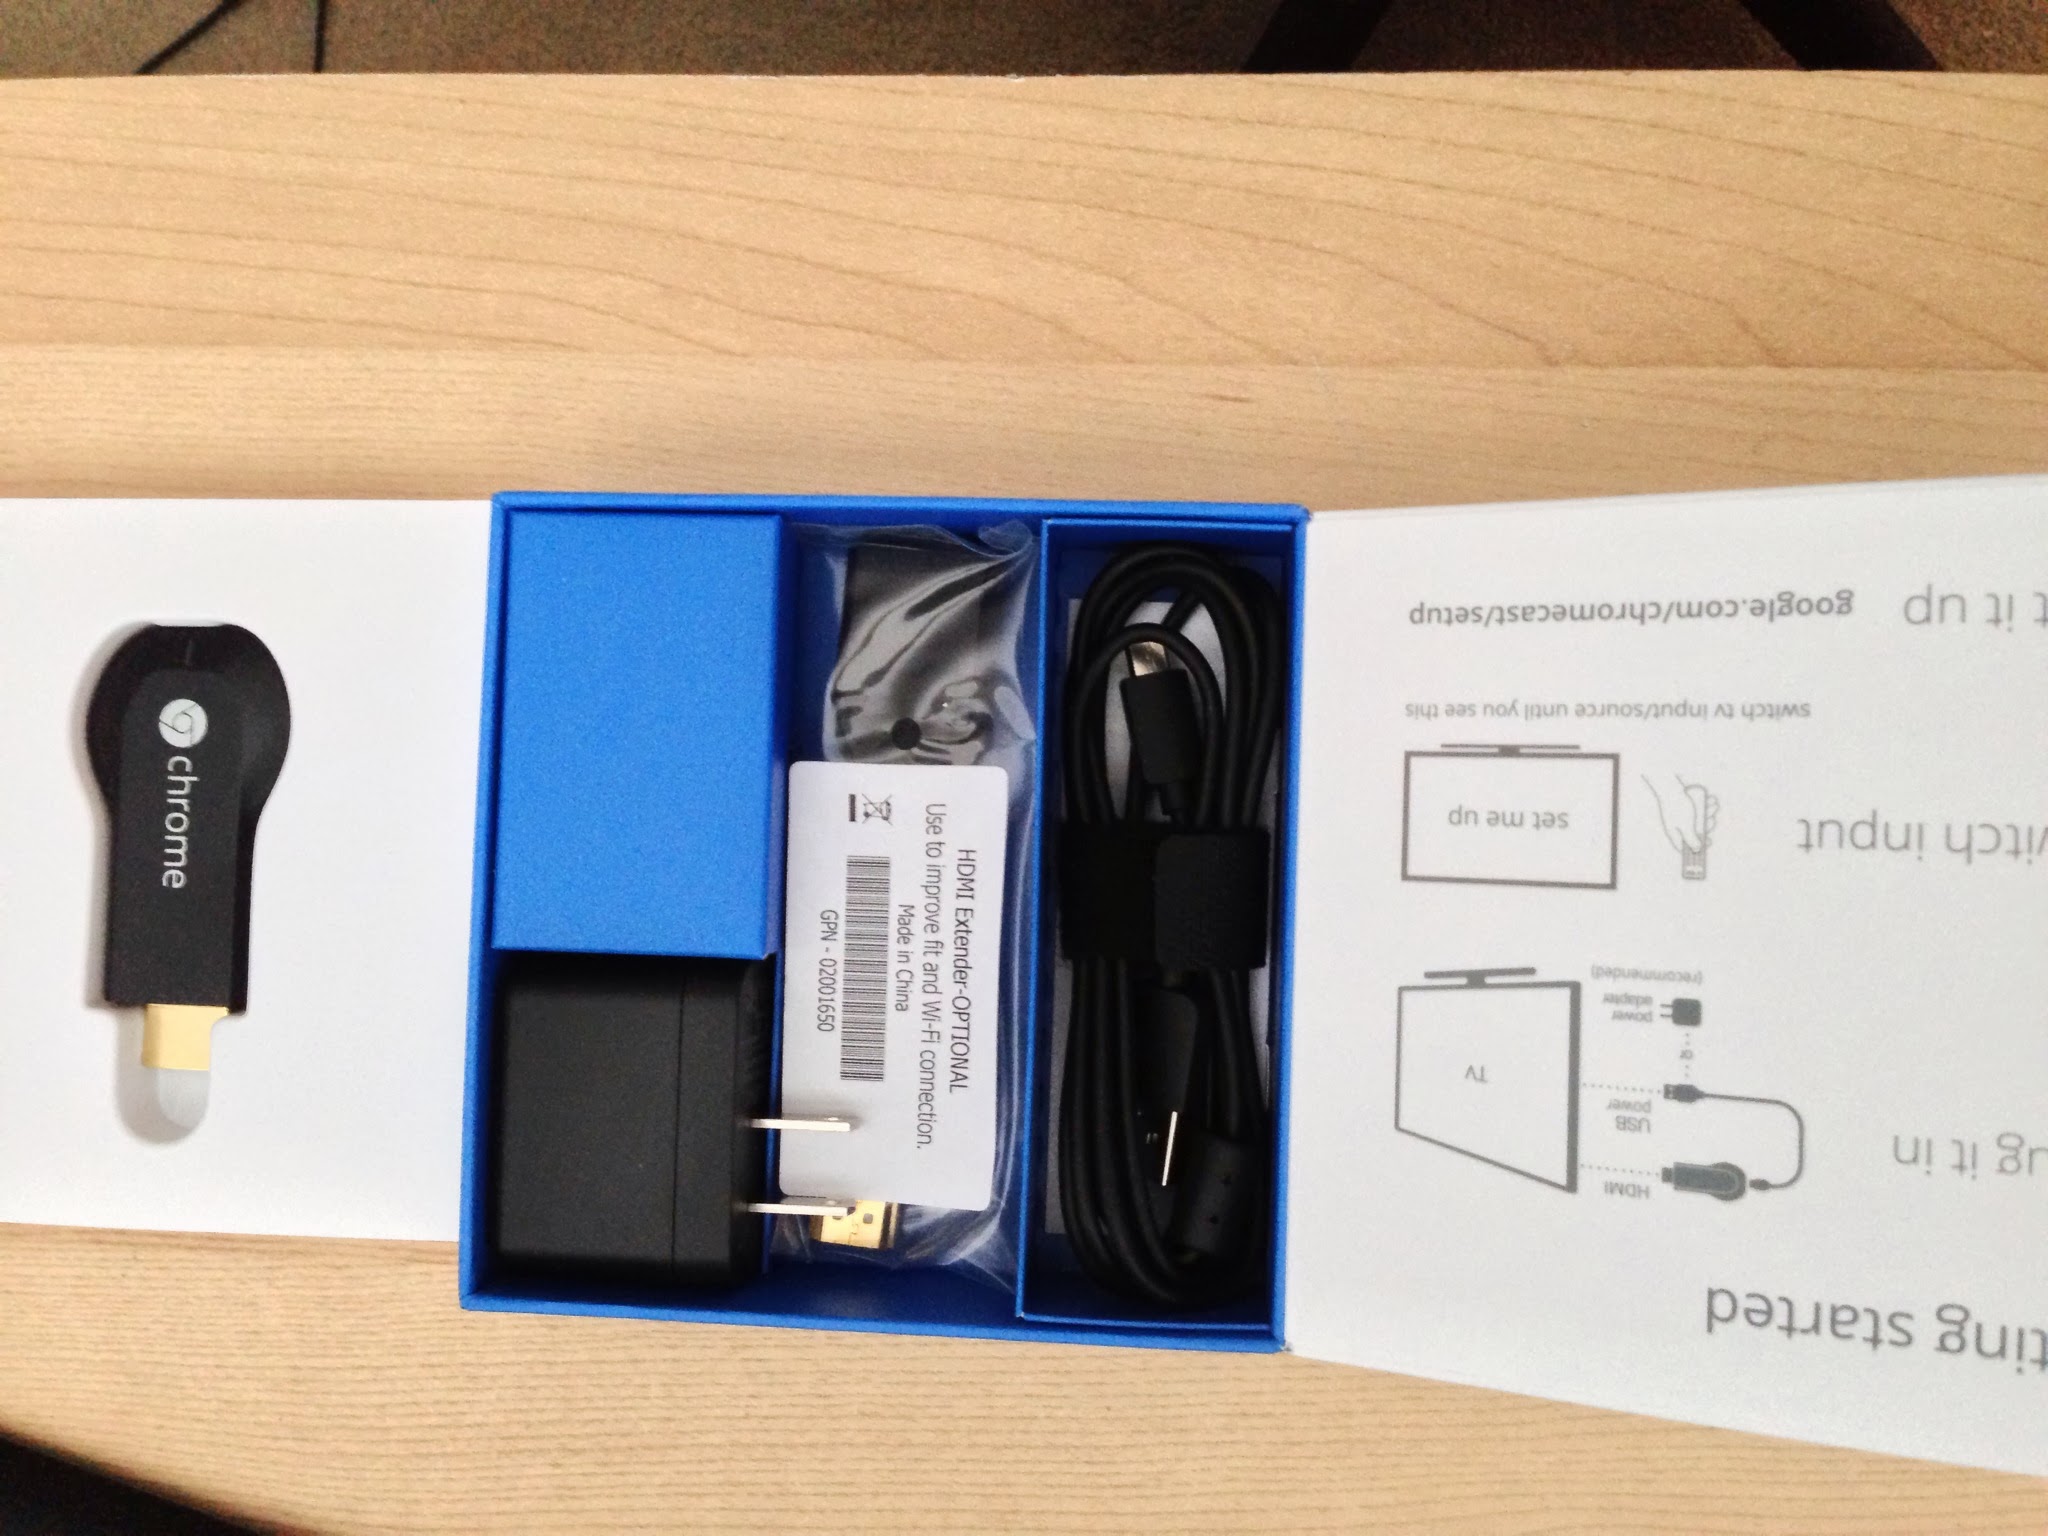 chrome
HDMI Extender-OPTIONAL
Use to improve fit and Wi-Fi connection.
Made in China
GPN - 02001650
ting started
ug it in
HDMI
USB
power
or
power
adapter
(recommended)
TV
itch input
set me up
switch tv input/source until you see this
t it up
google.com/chromecast/setup